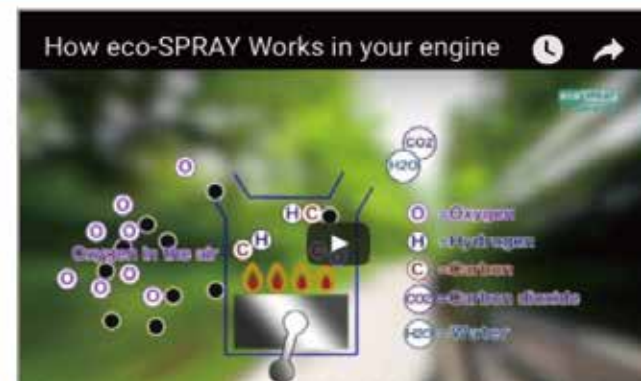 How eco-SPRAY Works in your engine
CO2
H2O
O
O
O
O
O
O
O
O
O
Oxygen in the air
H C
C H
C
O =Oxygen
H =Hydrogen
C =Carbon
CO2 =Carbon dioxide
H2O =Water